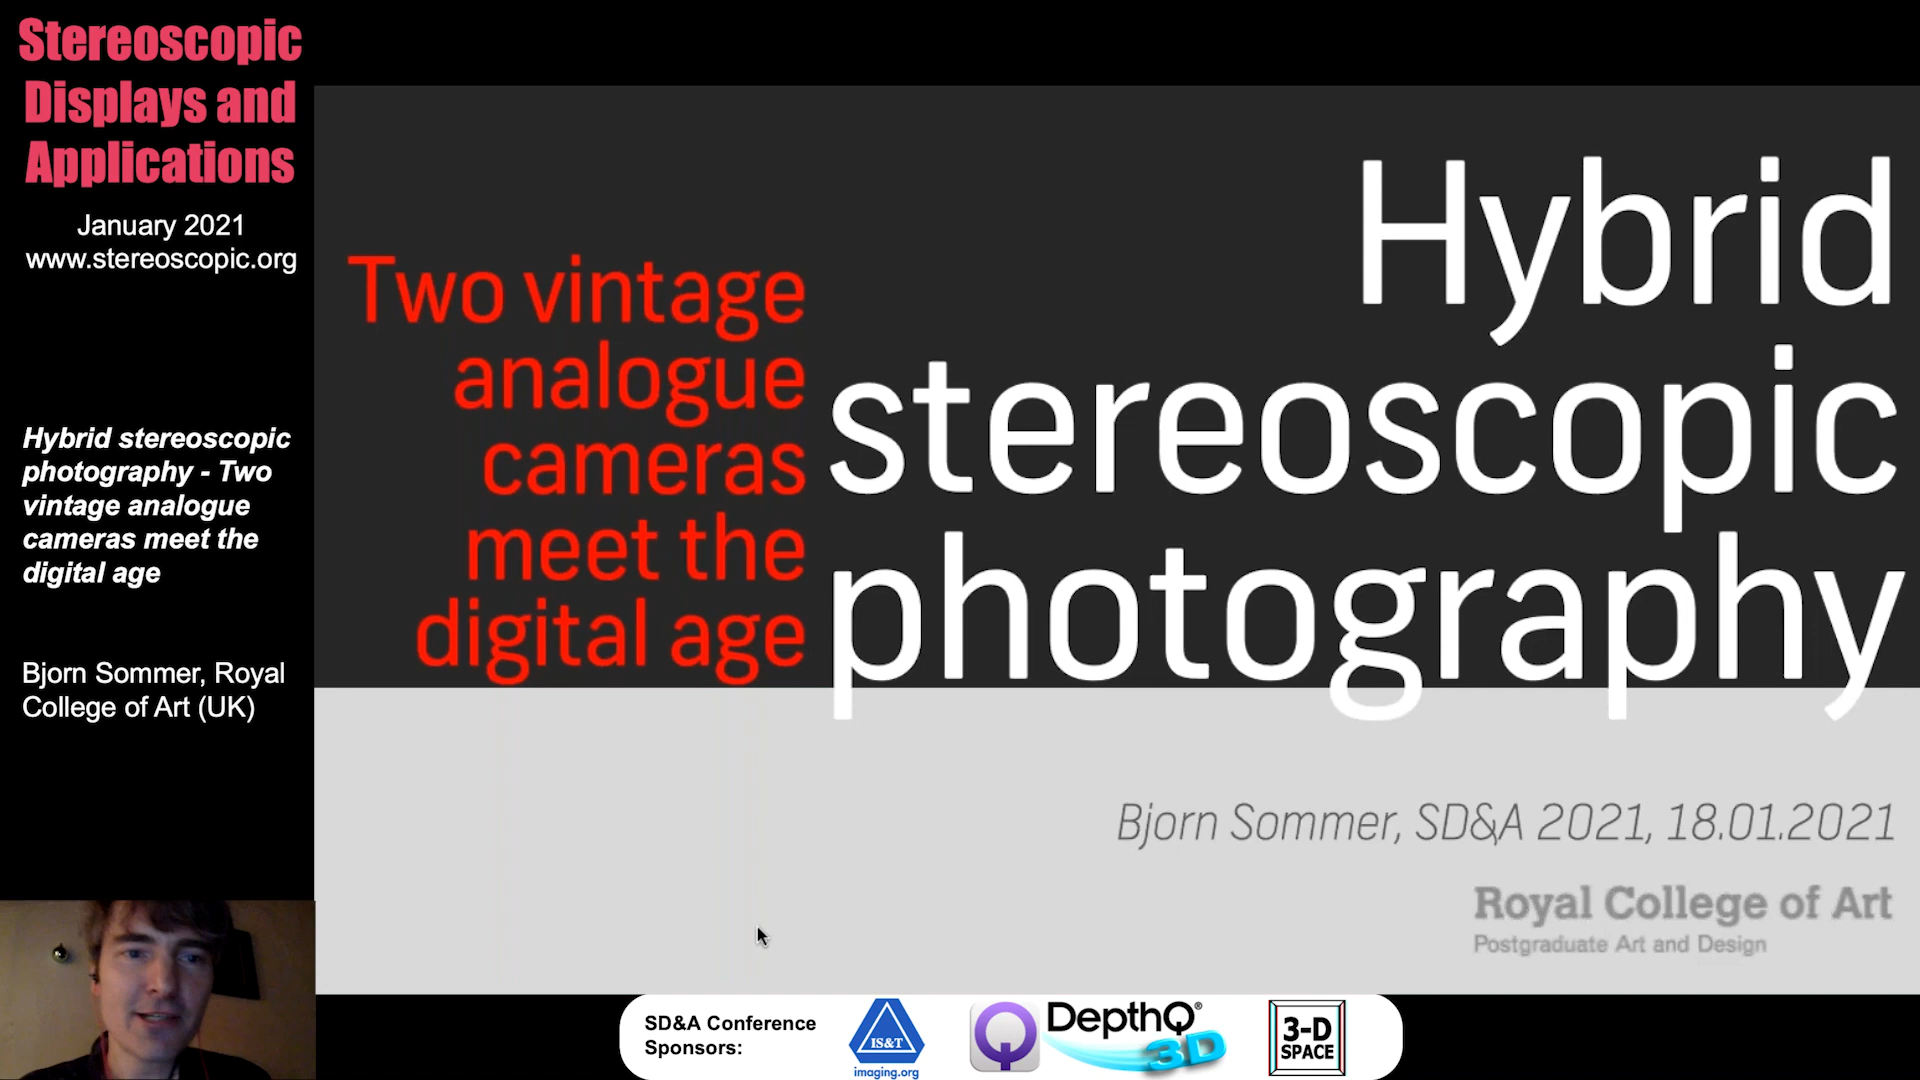 Stereoscopic
Displays and
Applications
January 2021
www.stereoscopic.org
Hybrid stereoscopic
photography - Two
vintage analogue
cameras meet the
digital age
Bjorn Sommer, Royal
College of Art (UK)
Two vintage
analogue
cameras
meet the
digital age
Hybrid
stereoscopic
photography
Bjorn Sommer, SD&A 2021, 18.01.2021
Royal College of Art
Postgraduate Art and Design
SD&A Conference
Sponsors:
IS&T
imaging.org
DepthQ®
3D
3-D
SPACE